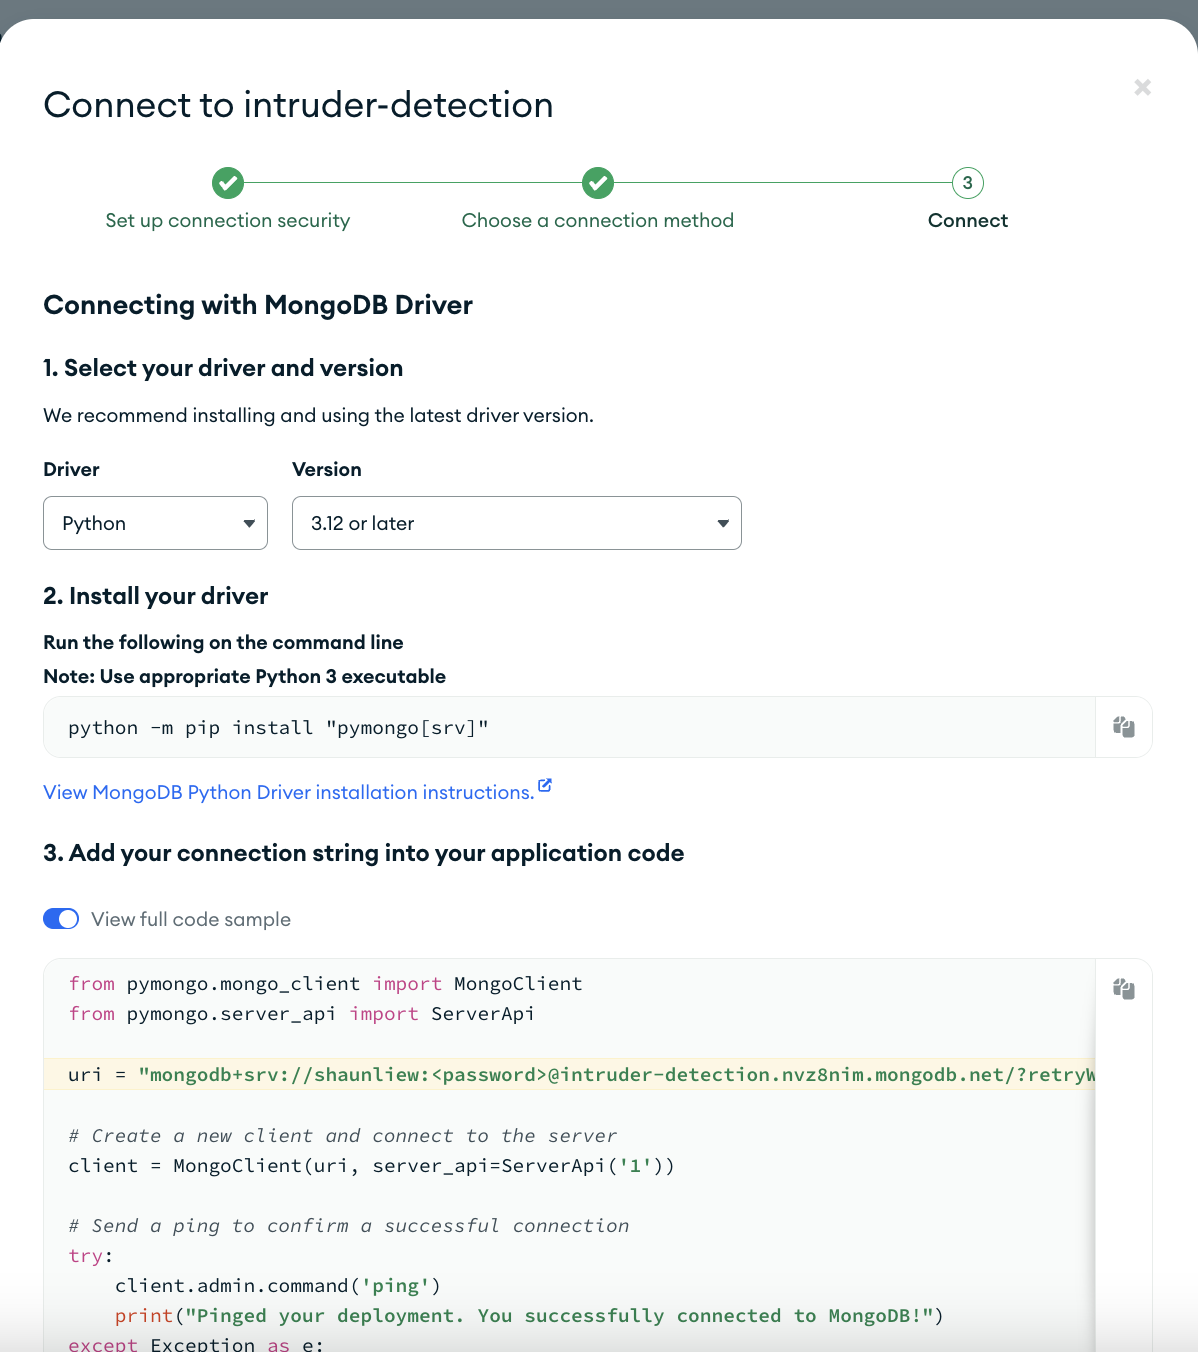 Connect to intruder-detection
3
Set up connection security
Choose a connection method
Connect
Connecting with MongoDB Driver
1. Select your driver and version
We recommend installing and using the latest driver version.
Driver
Version
Python
3.12 or later
2. Install your driver
Run the following on the command line
Note: Use appropriate Python 3 executable
python -m pip install "pymongo[srv]"
View MongoDB Python Driver installation instructions.
3. Add your connection string into your application code
View full code sample
from pymongo.mongo_client import MongoClient
from pymongo.server_api import ServerApi
uri = "mongodb+srv://shaunliew:<password>@intruder-detection.nvz8nim.mongodb.net/?retryW
# Create a new client and connect to the server
client = MongoClient(uri, server_api=ServerApi('1'))
# Send a ping to confirm a successful connection
try:
client.admin.command('ping')
print("Pinged your deployment. You successfully connected to MongoDB!")
except Exception as e: